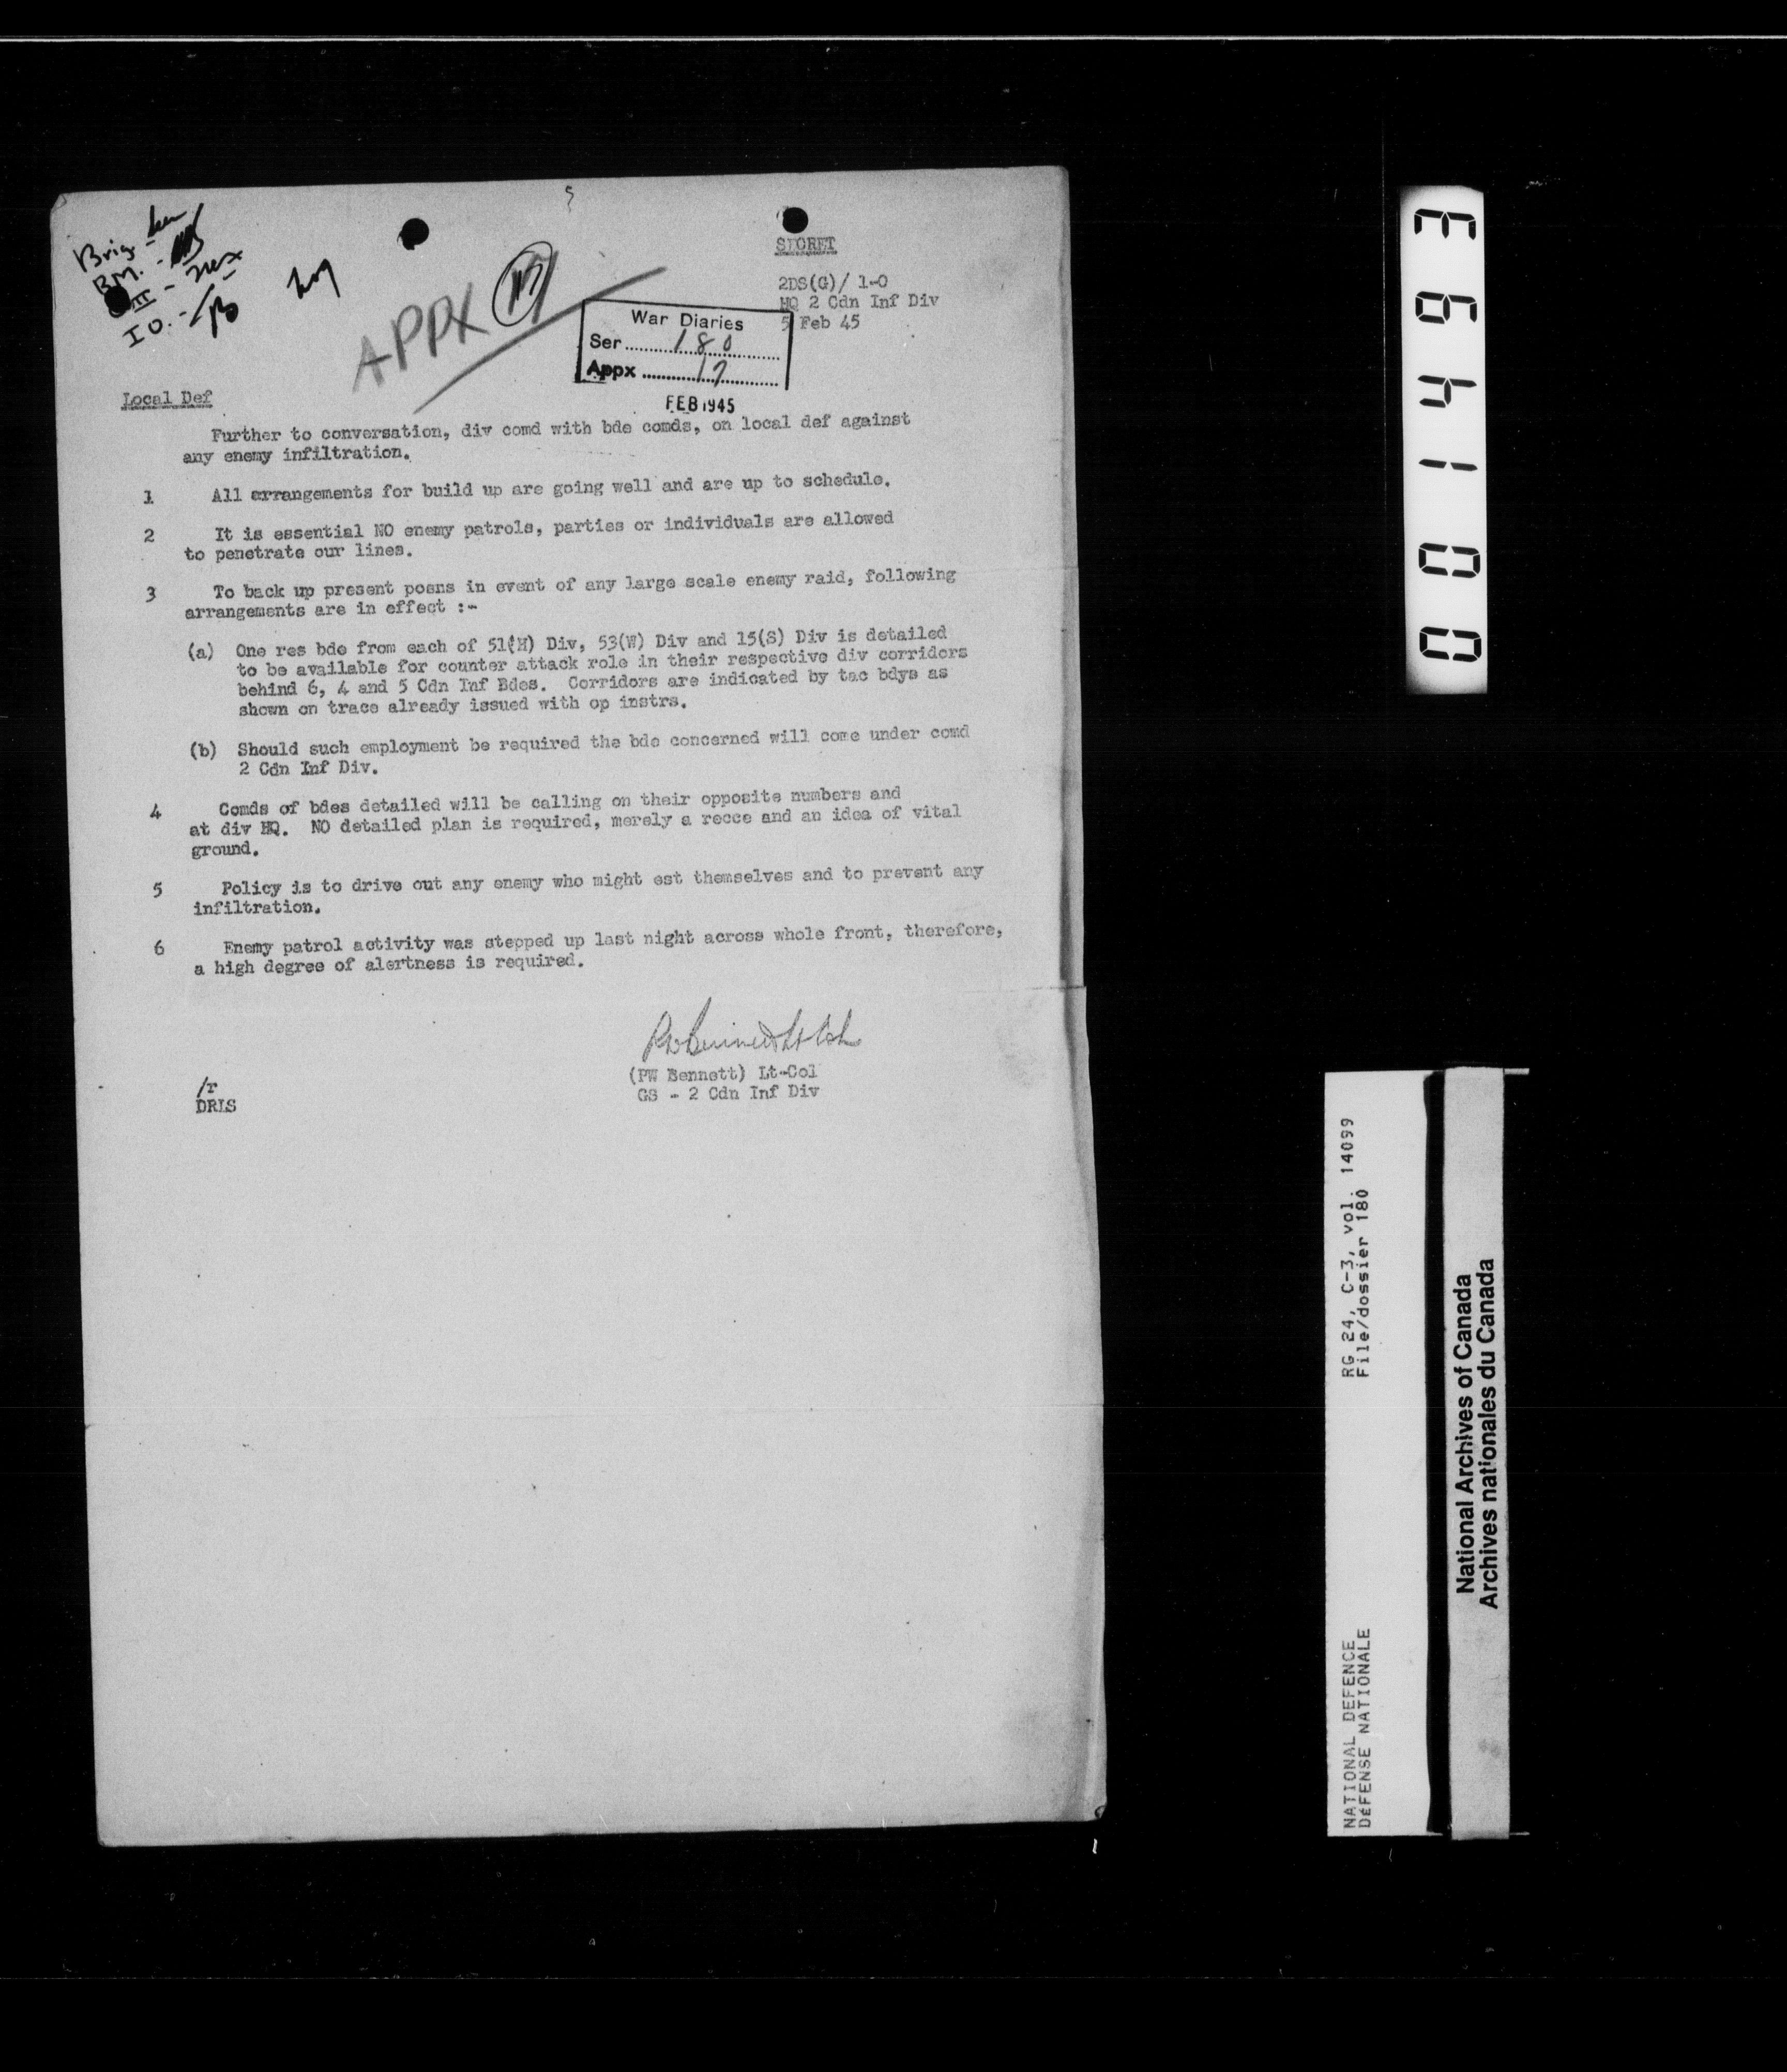 Brig -
BM. -
III -
IO. -
APPX 17
SECRET
2DS(G)/ 1-0
HQ 2 Cdn Inf Div
5 Feb 45
War Diaries
Ser 180
Appx 17
FEB 1945
Local Def
Further to conversation, div comd with bde comds, on local def against
any enemy infiltration.
1 All arrangements for build up are going well and are up to schedule.
2 It is essential NO enemy patrols, parties or individuals are allowed
to penetrate our lines.
3 To back up present posns in event of any large scale enemy raid, following
arrangements are in effect :-
(a) One res bde from each of 51(H) Div, 53(W) Div and 15(S) Div is detailed
to be available for counter attack role in their respective div corridors
behind 6, 4 and 5 Cdn Inf Bdes. Corridors are indicated by tac bdys as
shown on trace already issued with op instrs.
(b) Should such employment be required the bde concerned will come under comd
2 Cdn Inf Div.
4 Comds of bdes detailed will be calling on their opposite numbers and
at div HQ. NO detailed plan is required, merely a recce and an idea of vital
ground.
5 Policy is to drive out any enemy who might est themselves and to prevent any
infiltration.
6 Enemy patrol activity was stepped up last night across whole front, therefore,
a high degree of alertness is required.
PW Bennett Lt Col
(PW Bennett) Lt-Col
GS - 2 Cdn Inf Div
/r
DRLS
001493
RG 24, C-3, vol. 14099
File/dossier 180
NATIONAL DEFENCE
DÉFENSE NATIONALE
National Archives of Canada
Archives nationales du Canada